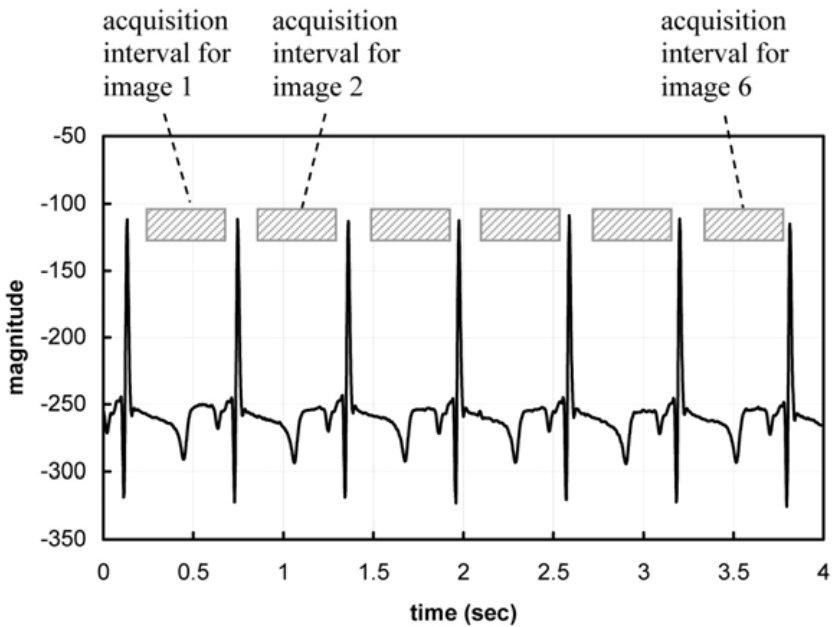 acquisition
interval for
image 1
acquisition
interval for
image 2
acquisition
interval for
image 6
-50
-100
-150
-200
-250
-300
-350
magnitude
0 0.5 1 1.5 2 2.5 3 3.5 4
time (sec)